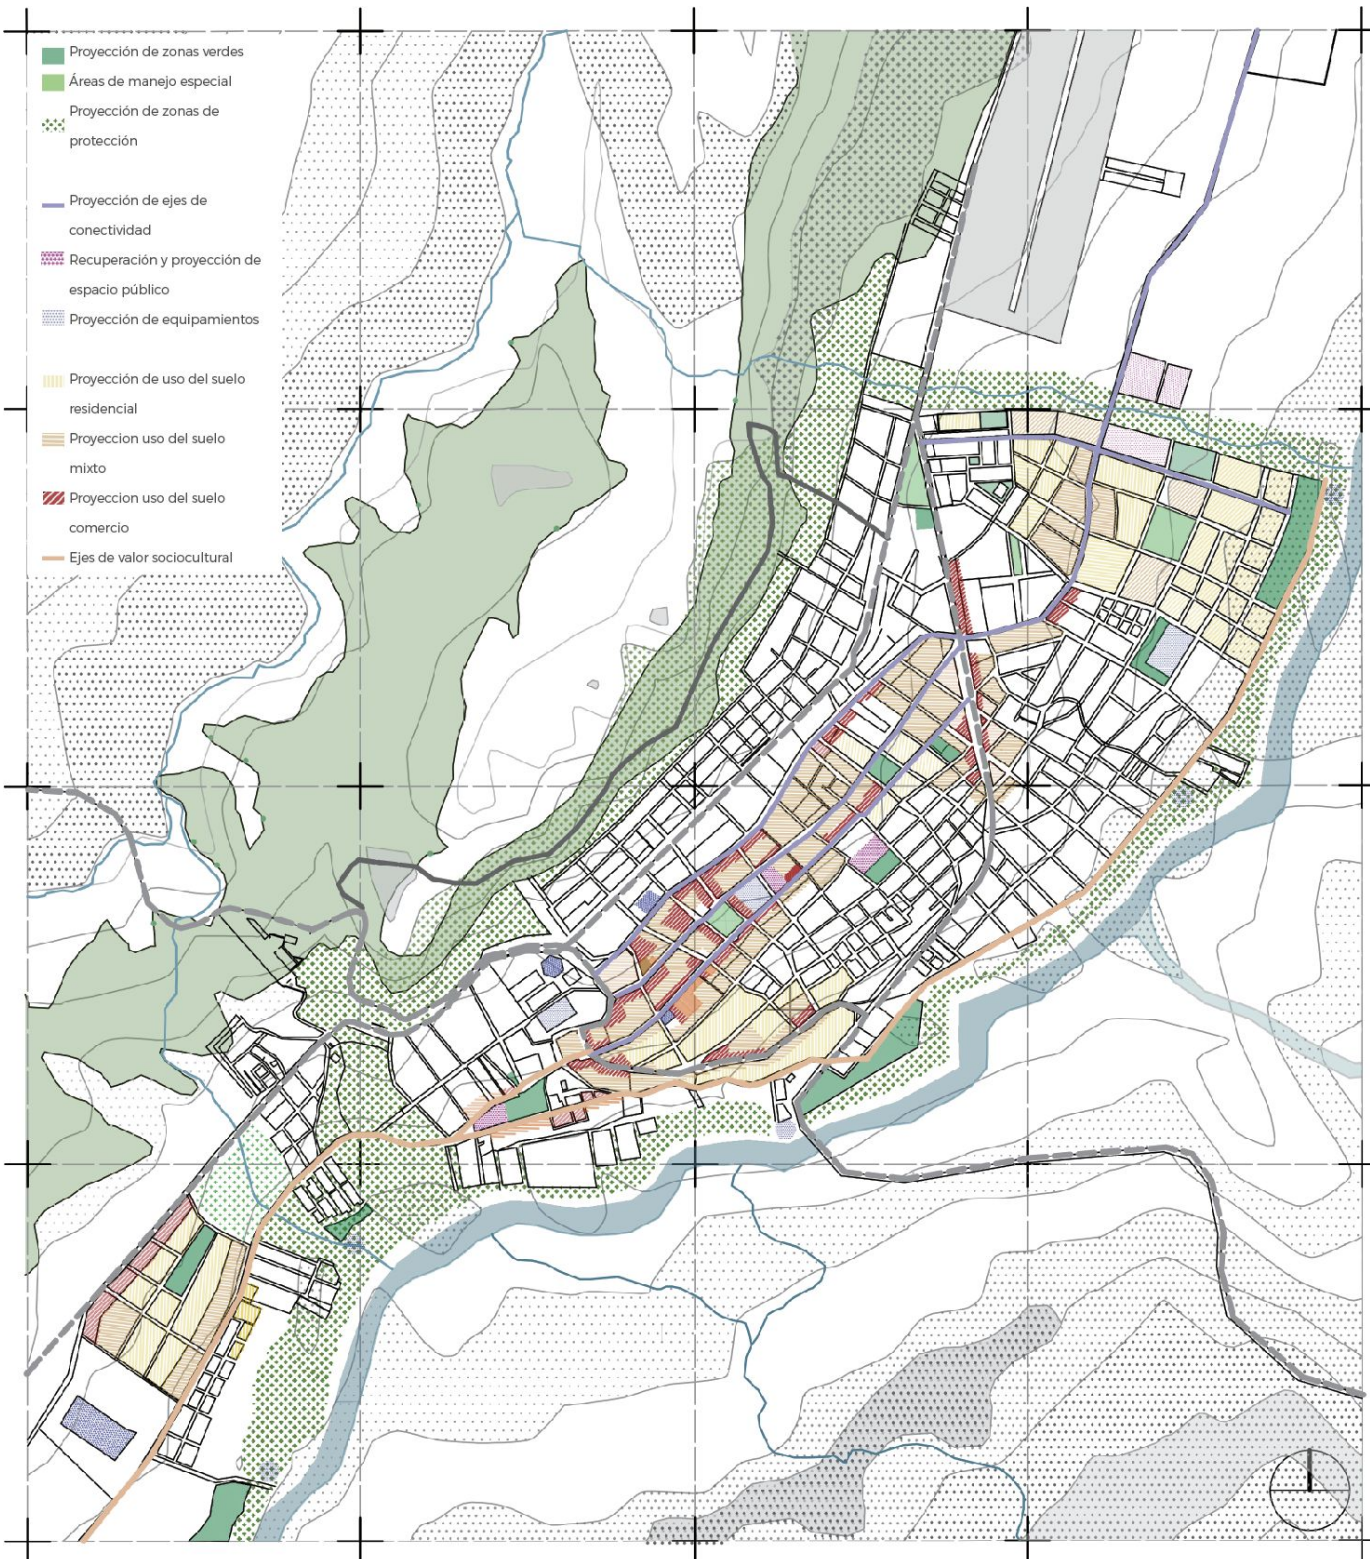 Proyección de zonas verdes
Áreas de manejo especial
Proyección de zonas de
protección
Proyección de ejes de
conectividad
Recuperación y proyección de
espacio público
Proyección de equipamientos
Proyección de uso del suelo
residencial
Proyeccion uso del suelo
mixto
Proyeccion uso del suelo
comercio
Ejes de valor sociocultural